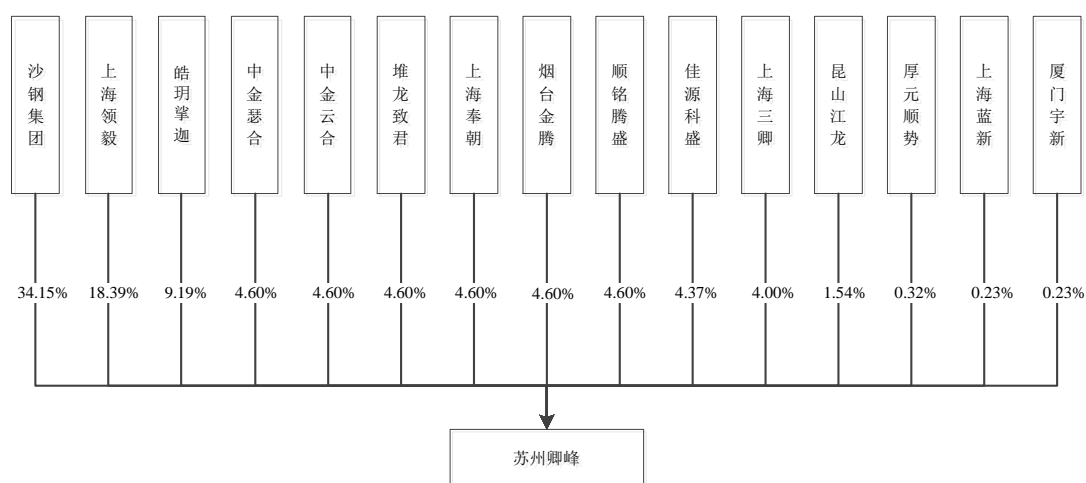 沙钢集团
上海领毅
皓玥挲迦
中金瑟合
中金云合
堆龙致君
上海奉朝
烟台金腾
顺铭腾盛
佳源科盛
上海三卿
昆山江龙
厚元顺势
上海蓝新
厦门宇新
34.15%
18.39%
9.19%
4.60%
4.60%
4.60%
4.60%
4.60%
4.60%
4.37%
4.00%
1.54%
0.32%
0.23%
0.23%
苏州卿峰